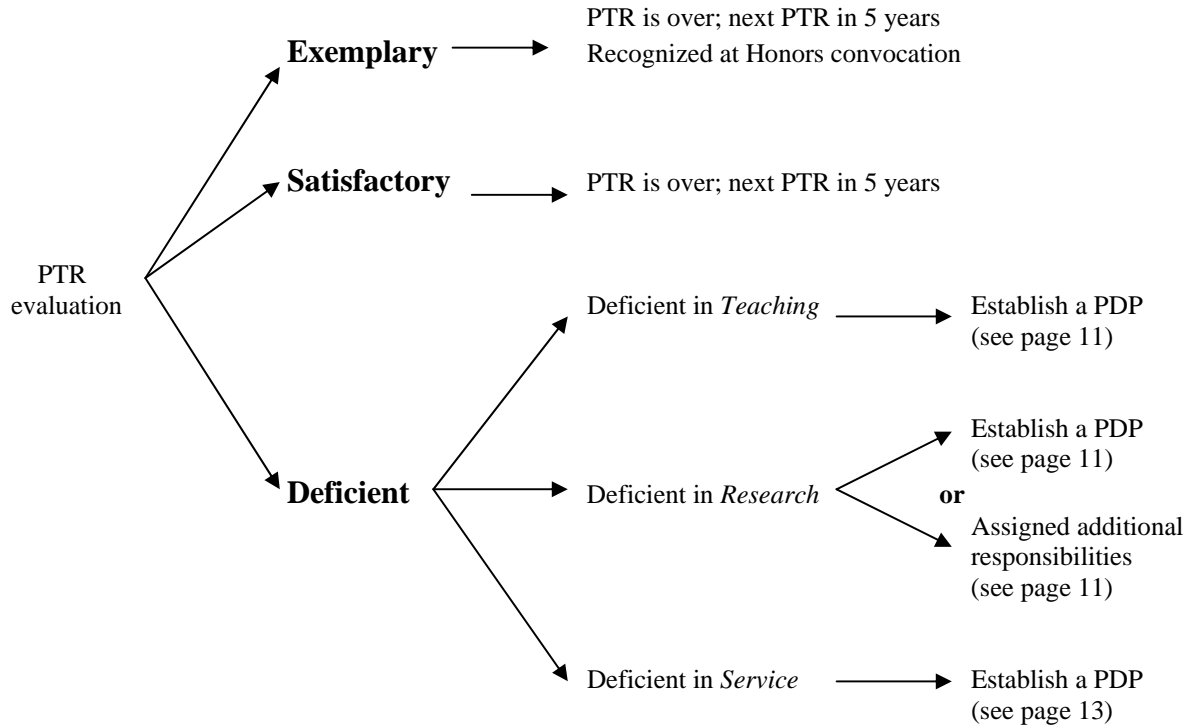 PTR is over; next PTR in 5 years
Exemplary
Recognized at Honors convocation
Satisfactory
PTR is over; next PTR in 5 years
PTR
evaluation
Deficient in Teaching
Establish a PDP
(see page 11)
Deficient
Deficient in Research
Establish a PDP
(see page 11)
or
Assigned additional
responsibilities
(see page 11)
Deficient in Service
Establish a PDP
(see page 13)